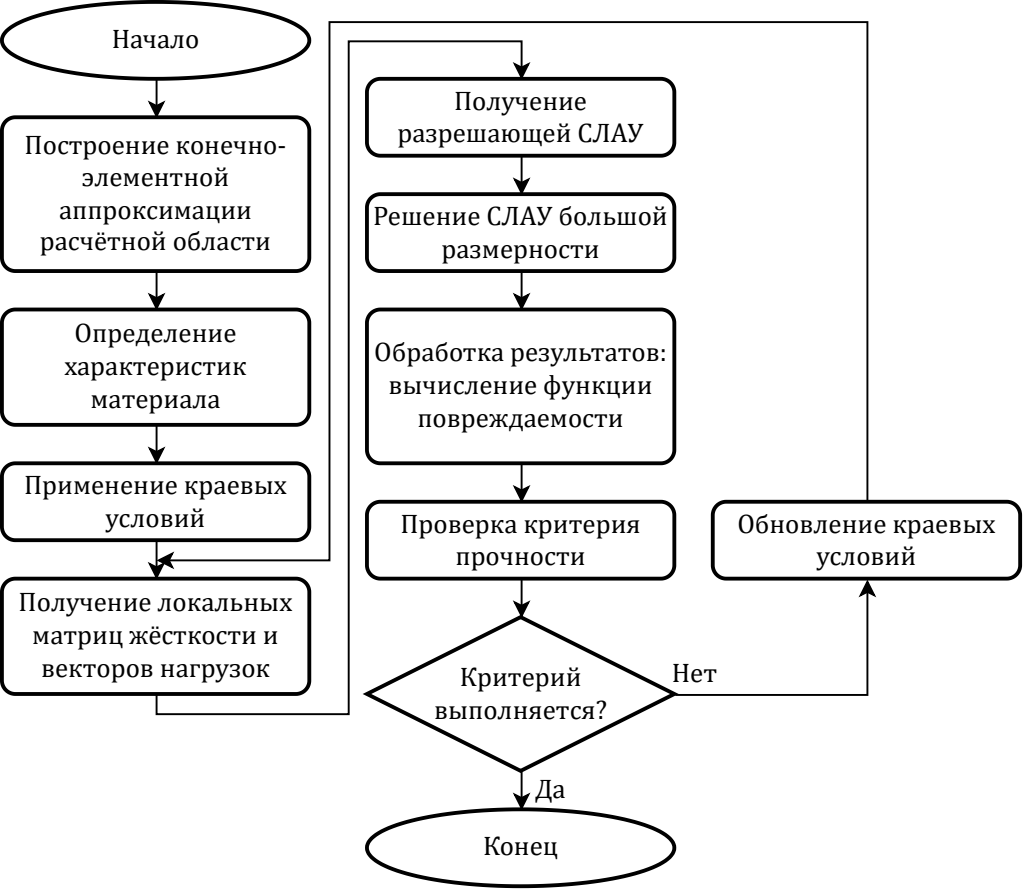 Начало
Построение конечно-
элементной
аппроксимации
расчётной области
Определение
характеристик
материала
Применение краевых
условий
Получение локальных
матриц жёсткости и
векторов нагрузок
Получение
разрешающей СЛАУ
Решение СЛАУ большой
размерности
Обработка результатов:
вычисление функции
повреждаемости
Проверка критерия
прочности
Критерий
выполняется?
Нет
Обновление краевых
условий
Да
Конец